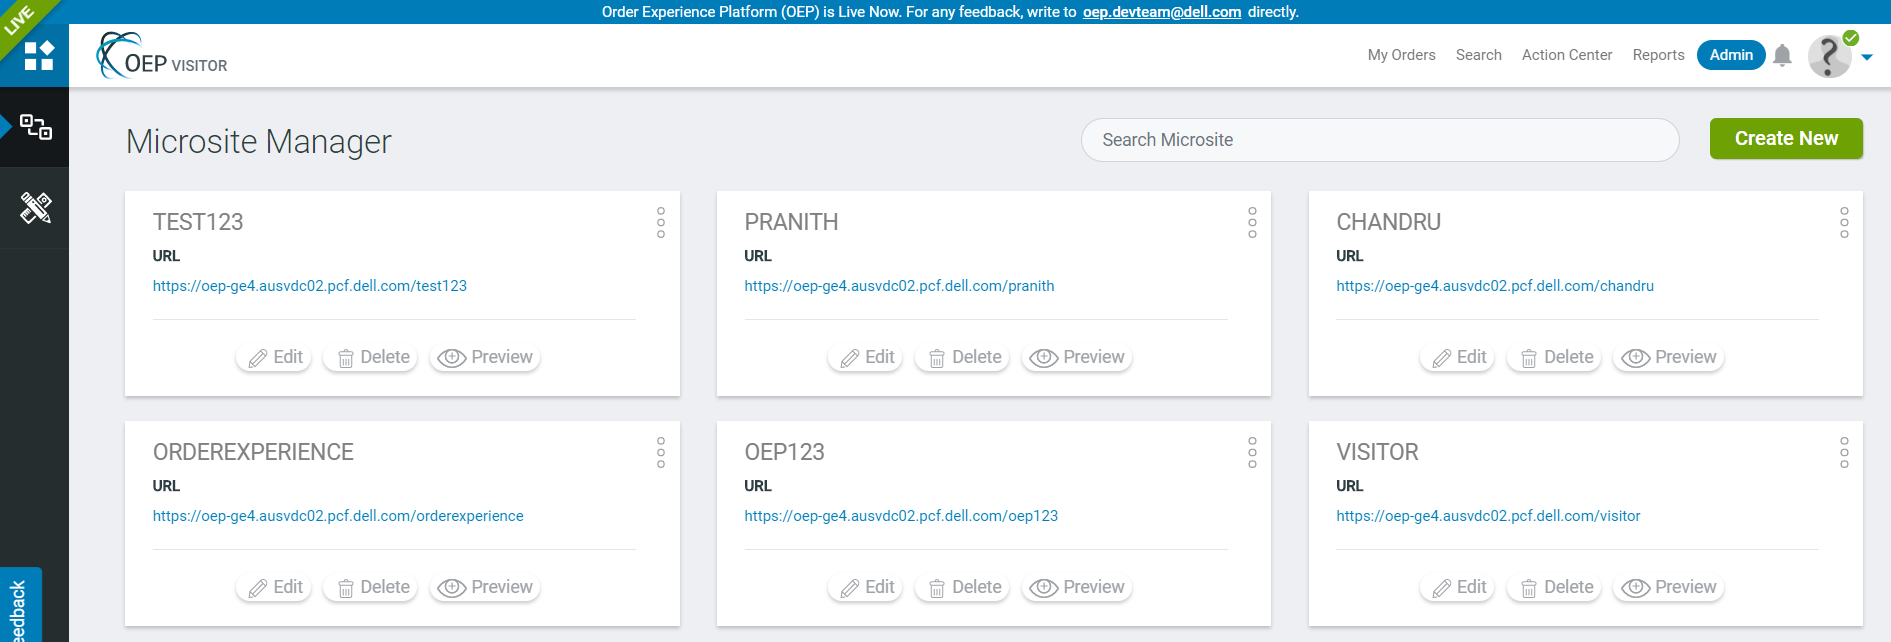 Order Experience Platform (OEP) is Live Now. For any feedback, write to oep.devteam@dell.com directly.
LIVE
OEP VISITOR
My Orders Search Action Center Reports Admin
Microsite Manager
Search Microsite
Create New
TEST123
URL
https://oep-ge4.ausvdc02.pcf.dell.com/test123
Edit Delete Preview
PRANITH
URL
https://oep-ge4.ausvdc02.pcf.dell.com/pranith
Edit Delete Preview
CHANDRU
URL
https://oep-ge4.ausvdc02.pcf.dell.com/chandru
Edit Delete Preview
ORDEREXPERIENCE
URL
https://oep-ge4.ausvdc02.pcf.dell.com/orderexperience
Edit Delete Preview
OEP123
URL
https://oep-ge4.ausvdc02.pcf.dell.com/oep123
Edit Delete Preview
VISITOR
URL
https://oep-ge4.ausvdc02.pcf.dell.com/visitor
Edit Delete Preview
eedback